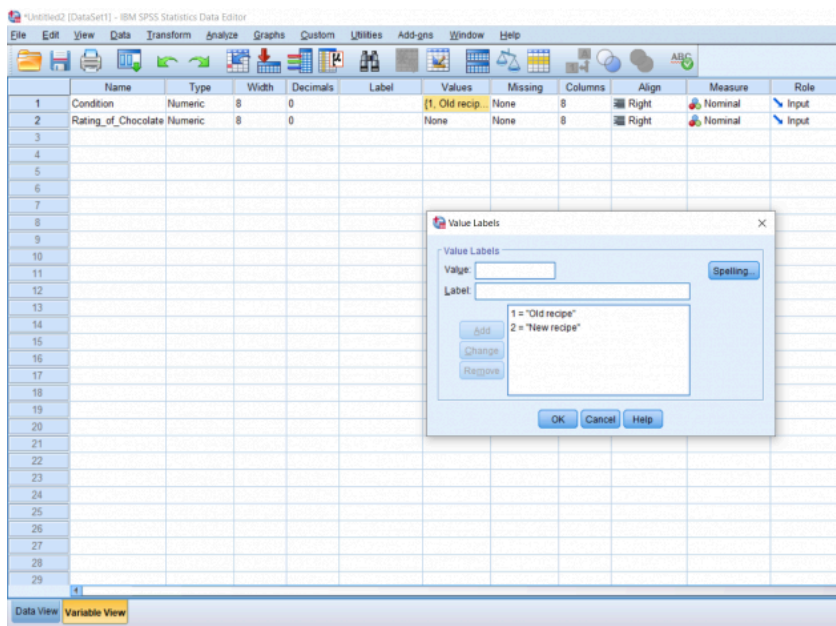 *Untitled2 [DataSet1] - IBM SPSS Statistics Data Editor
File Edit View Data Transform Analyze Graphs Custom Utilities Add-ons Window Help
ABC
Name Type Width Decimals Label Values Missing Columns Align Measure Role
1 Condition Numeric 8 0 {1, Old recip... None 8 Right Nominal Input
2 Rating_of_Chocolate Numeric 8 0 None None 8 Right Nominal Input
3
4
5
6
7
8
9
10
11
12
13
14
15
16
17
18
19
20
21
22
23
24
25
26
27
28
29
Value Labels
Value Labels
Value:
Spelling...
Label:
1 = "Old recipe"
2 = "New recipe"
Add
Change
Remove
OK Cancel Help
Data View Variable View